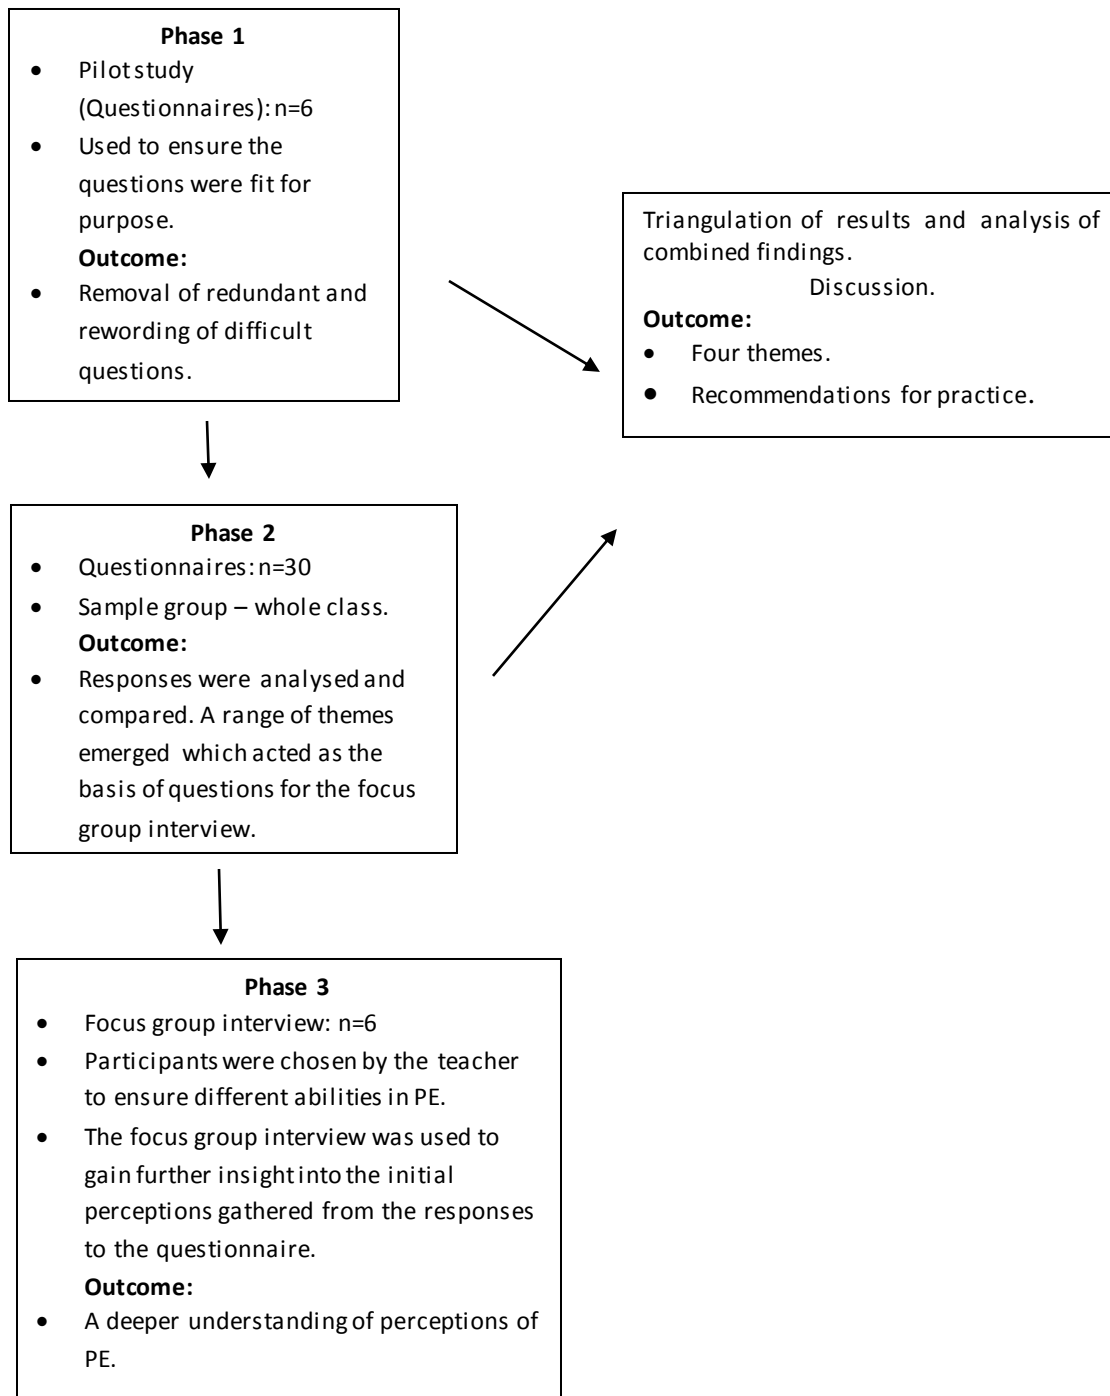 Phase 1
• Pilot study
(Questionnaires): n=6
• Used to ensure the
questions were fit for
purpose.
Outcome:
• Removal of redundant and
rewording of difficult
questions.
Triangulation of results and analysis of
combined findings.
Discussion.
Outcome:
• Four themes.
• Recommendations for practice.
Phase 2
• Questionnaires: n=30
• Sample group – whole class.
Outcome:
• Responses were analysed and
compared. A range of themes
emerged which acted as the
basis of questions for the focus
group interview.
Phase 3
• Focus group interview: n=6
• Participants were chosen by the teacher
to ensure different abilities in PE.
• The focus group interview was used to
gain further insight into the initial
perceptions gathered from the responses
to the questionnaire.
Outcome:
• A deeper understanding of perceptions of
PE.